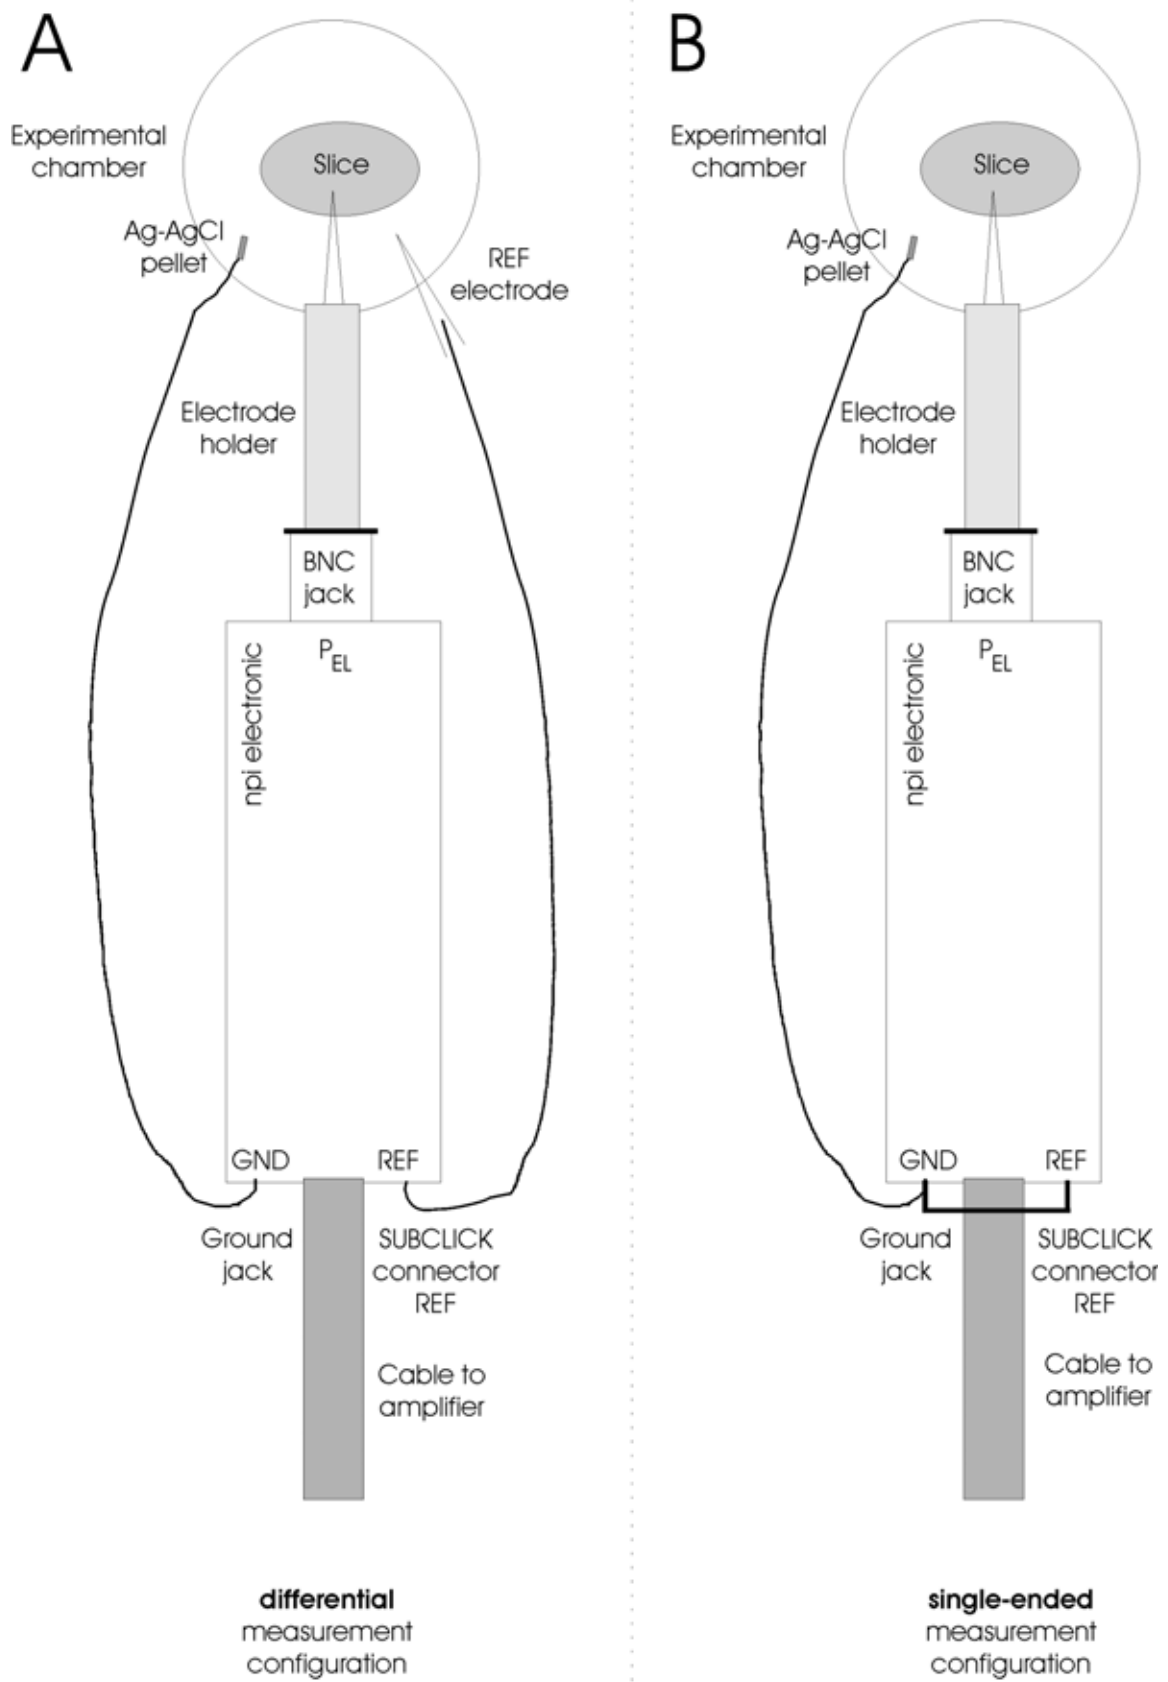 A
Experimental
chamber
Slice
Ag-AgCl
pellet
REF
electrode
Electrode
holder
BNC
jack
PEL
npi electronic
GND
REF
Ground
jack
SUBCLICK
connector
REF
Cable to
amplifier
differential
measurement
configuration
B
Experimental
chamber
Slice
Ag-AgCl
pellet
Electrode
holder
BNC
jack
PEL
npi electronic
GND
REF
Ground
jack
SUBCLICK
connector
REF
Cable to
amplifier
single-ended
measurement
configuration